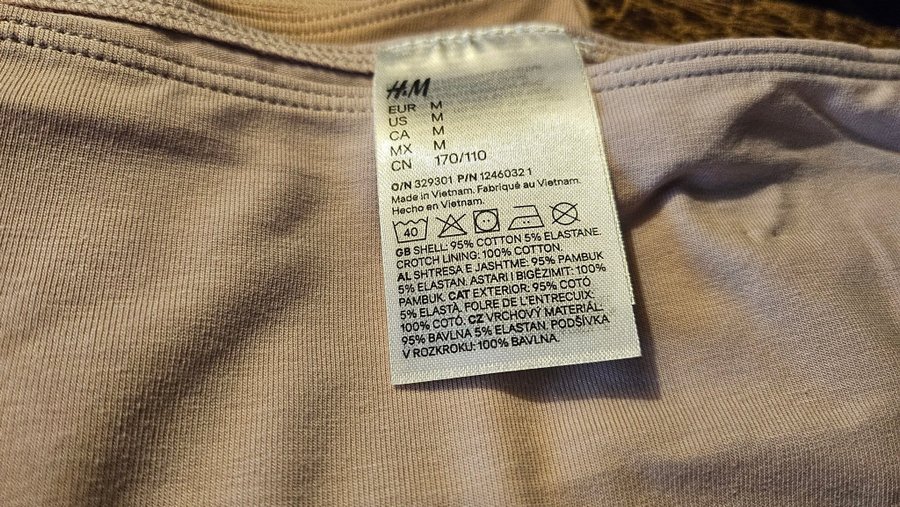 H&M
EUR M
US M
CA M
MX M
CN 170/110
O/N 329301 P/N 1246032 1
Made in Vietnam. Fabriqué au Vietnam.
Hecho en Vietnam.
40
GB SHELL: 95% COTTON 5% ELASTANE.
CROTCH LINING: 100% COTTON.
AL SHTRESA E JASHTME: 95% PAMBUK
5% ELASTAN. ASTARI I BIGËZIMIT: 100%
PAMBUK. CAT EXTERIOR: 95% COTÓ
5% ELASTÀ. FOLRE DE L'ENTRECUIX:
100% COTÓ. CZ VRCHOVÝ MATERIÁL:
95% BAVLNA 5% ELASTAN. PODŠÍVKA
V ROZKROKU: 100% BAVLNA.